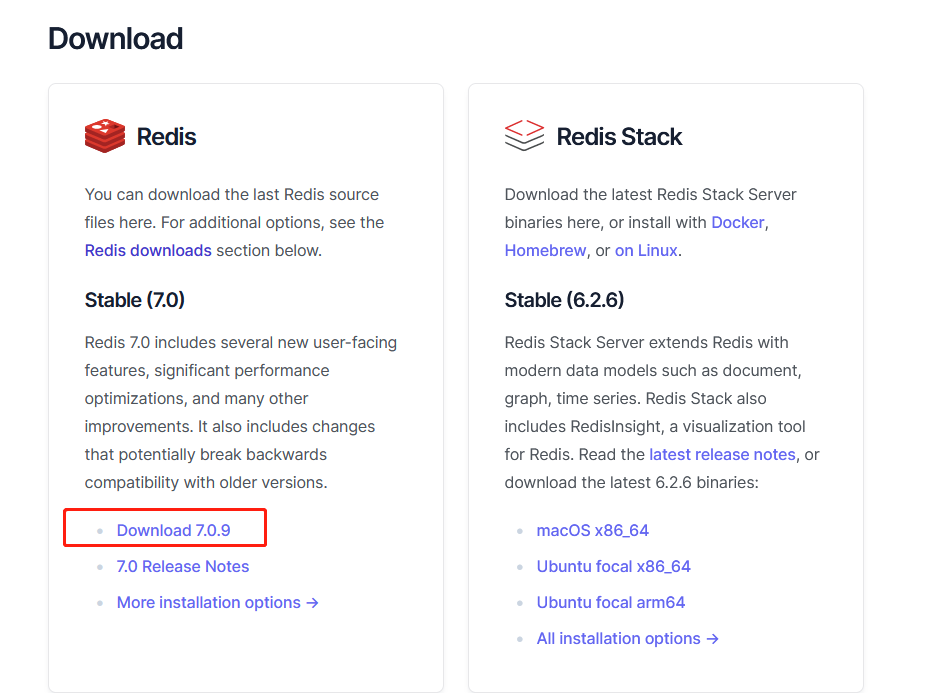 Download
Redis
You can download the last Redis source
files here. For additional options, see the
Redis downloads section below.
Stable (7.0)
Redis 7.0 includes several new user-facing
features, significant performance
optimizations, and many other
improvements. It also includes changes
that potentially break backwards
compatibility with older versions.
Download 7.0.9
7.0 Release Notes
More installation options →
Redis Stack
Download the latest Redis Stack Server
binaries here, or install with Docker,
Homebrew, or on Linux.
Stable (6.2.6)
Redis Stack Server extends Redis with
modern data models such as document,
graph, time series. Redis Stack also
includes RedisInsight, a visualization tool
for Redis. Read the latest release notes, or
download the latest 6.2.6 binaries:
macOS x86_64
Ubuntu focal x86_64
Ubuntu focal arm64
All installation options →